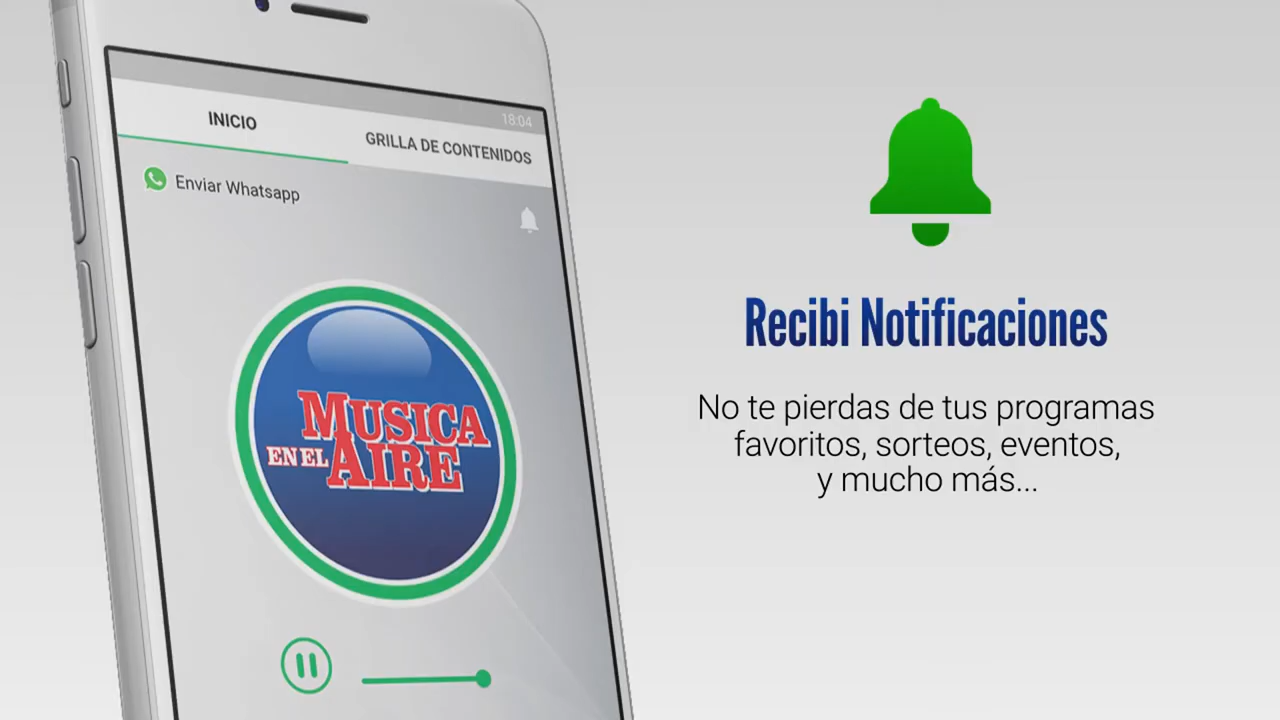 18:04
INICIO
GRILLA DE CONTENIDOS
Enviar Whatsapp
MUSICA
EN EL AIRE
Recibi Notificaciones
No te pierdas de tus programas
favoritos, sorteos, eventos,
y mucho más...